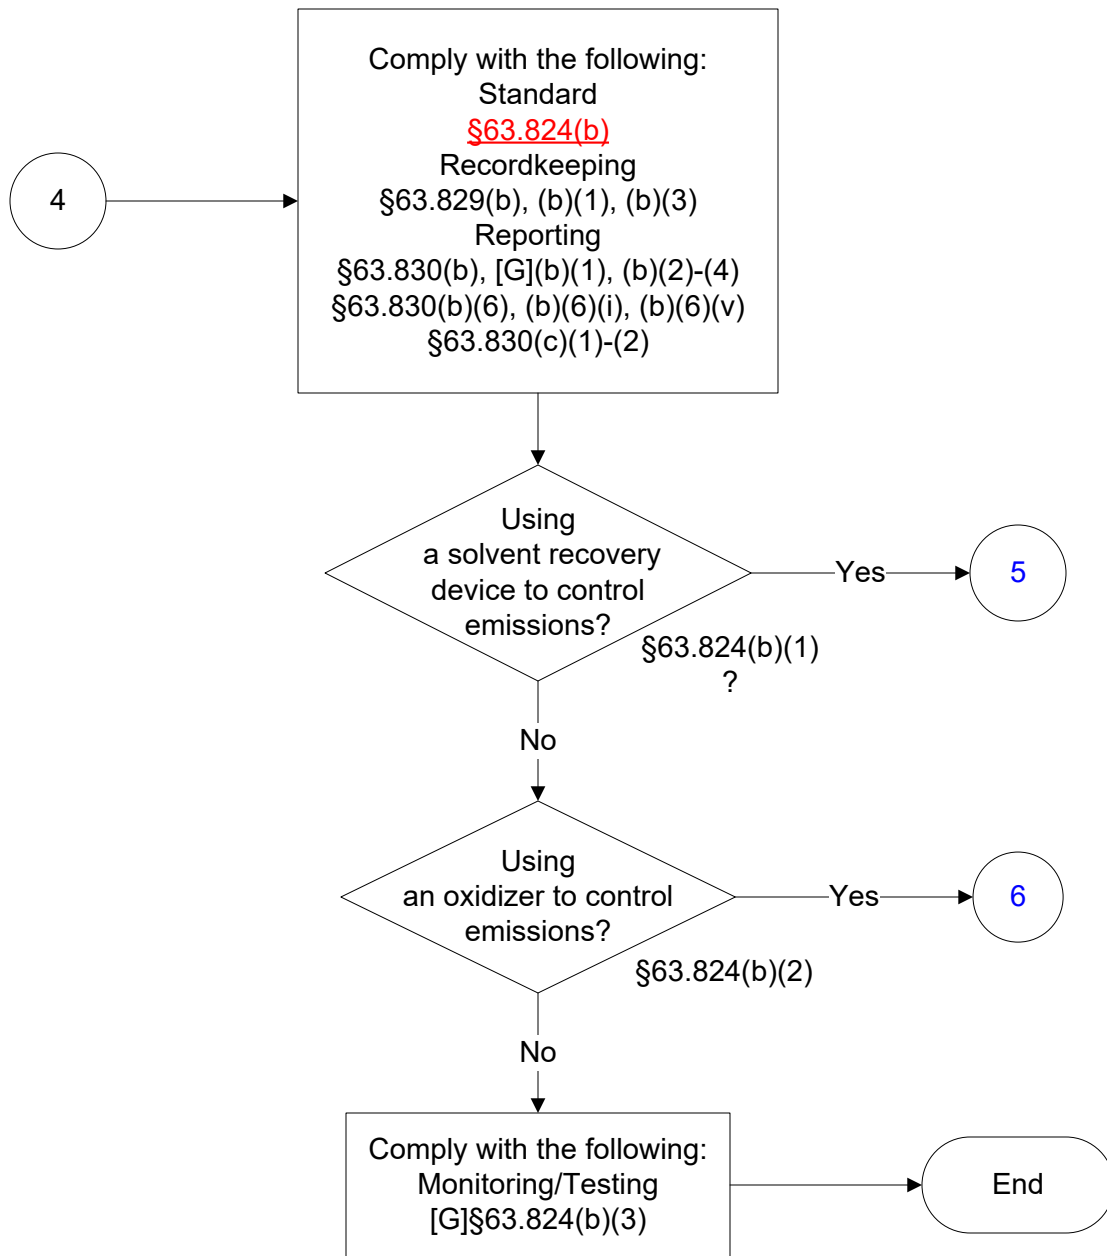 Comply with the following:
Standard
§63.824(b)
Recordkeeping
§63.829(b), (b)(1), (b)(3)
Reporting
§63.830(b), [G](b)(1), (b)(2)-(4)
§63.830(b)(6), (b)(6)(i), (b)(6)(v)
§63.830(c)(1)-(2)
4
Using
a solvent recovery
device to control
emissions?
Yes
5
§63.824(b)(1)
?
No
Using
an oxidizer to control
emissions?
Yes
6
§63.824(b)(2)
No
Comply with the following:
Monitoring/Testing
[G]§63.824(b)(3)
End